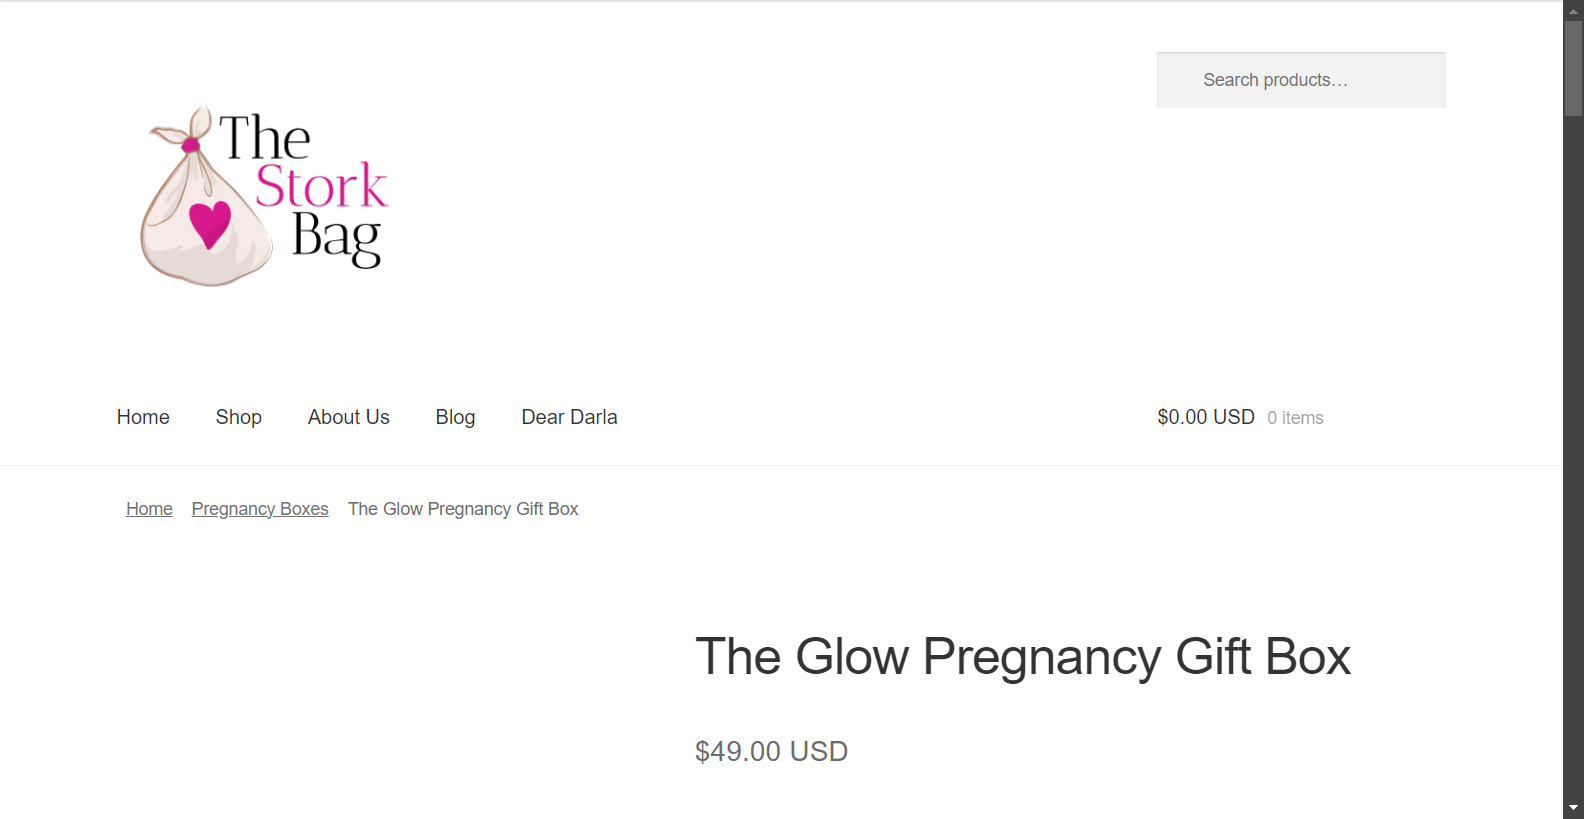 Search products…
The
Stork
Bag
Home Shop About Us Blog Dear Darla $0.00 USD 0 items
Home Pregnancy Boxes The Glow Pregnancy Gift Box
The Glow Pregnancy Gift Box
$49.00 USD